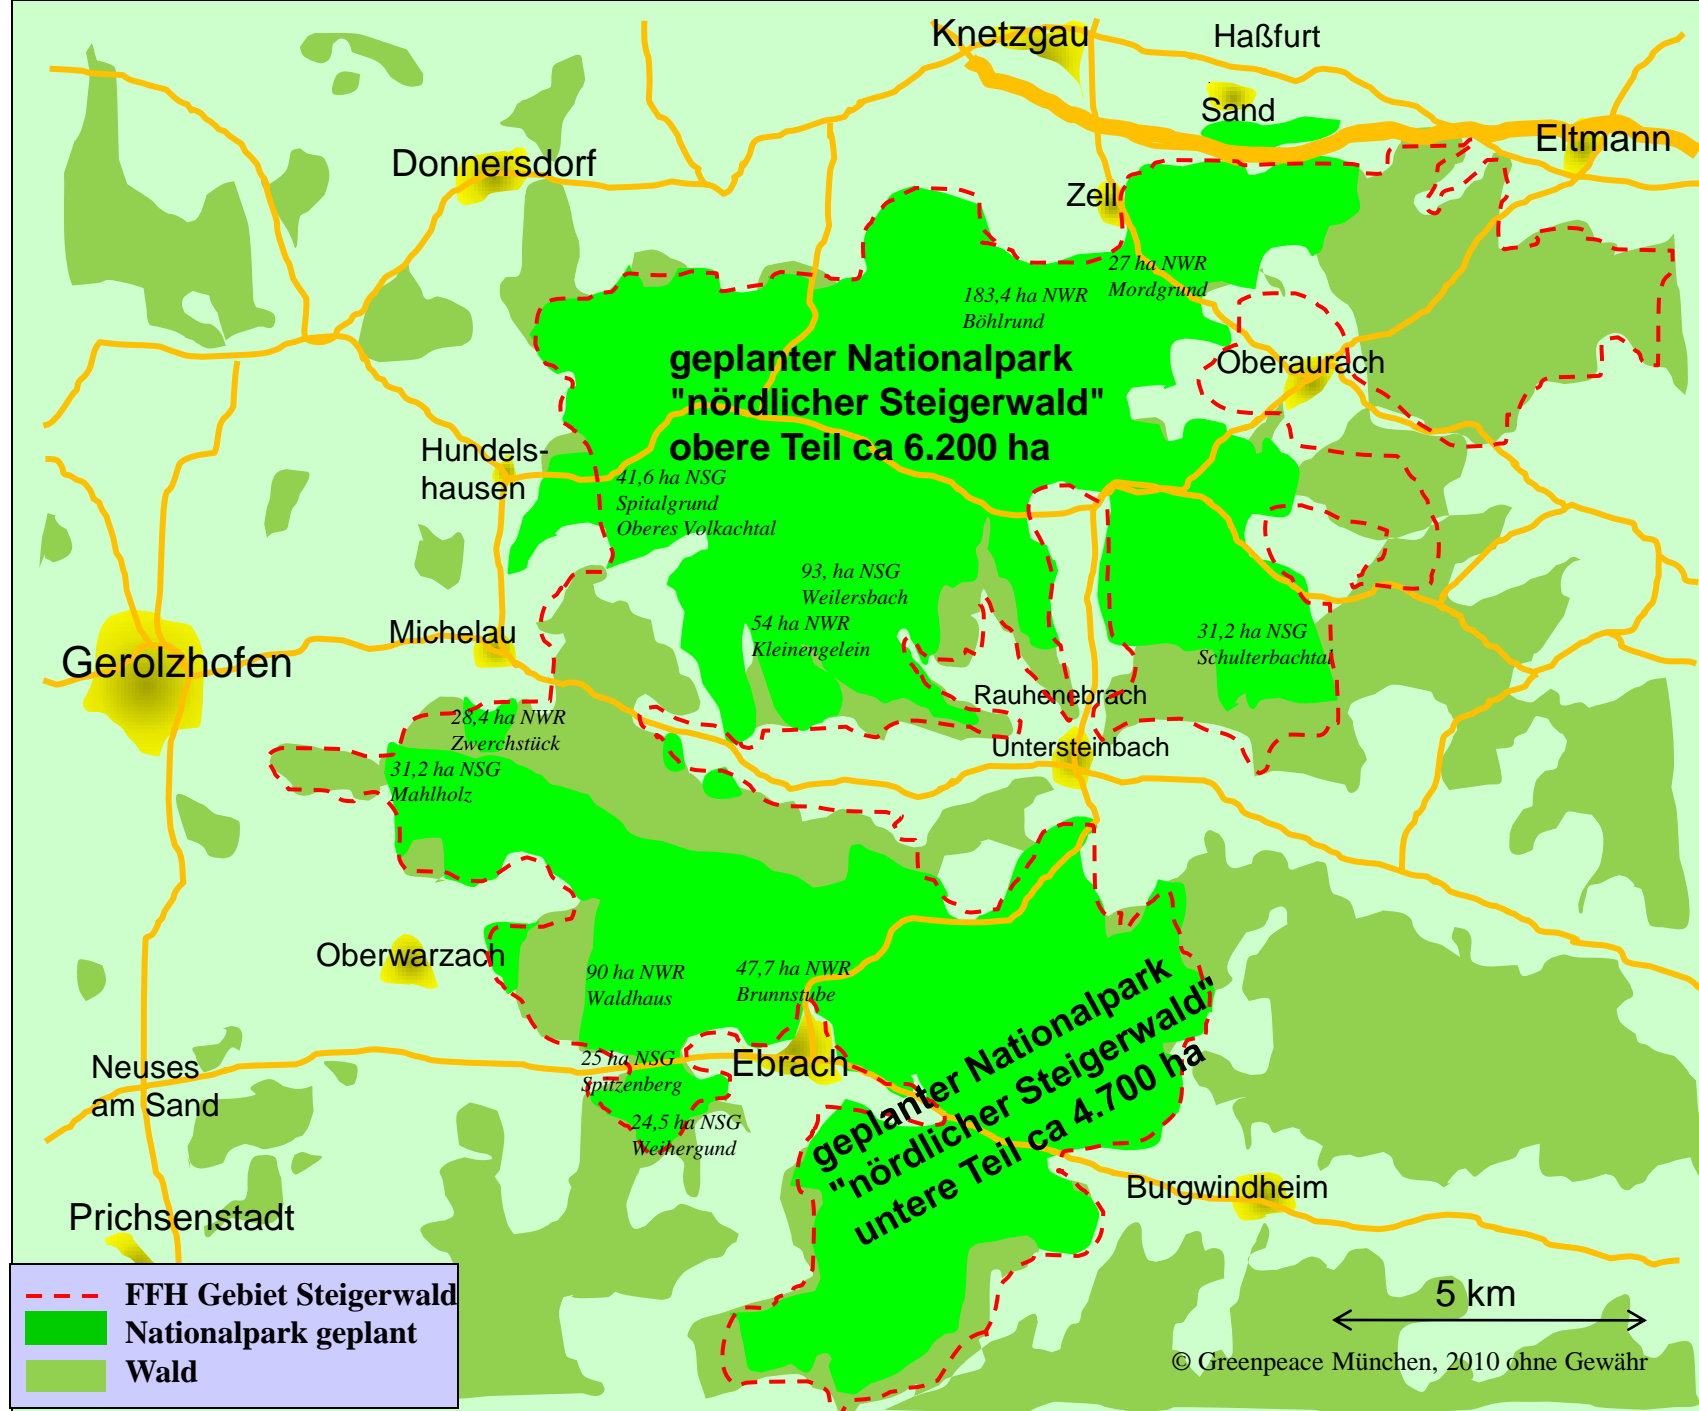 Knetzgau
Haßfurt
Sand
Eltmann
Donnersdorf
Zell
27 ha NWR
Mordgrund
183,4 ha NWR
Böhlrund
geplanter Nationalpark
"nördlicher Steigerwald"
obere Teil ca 6.200 ha
Oberaurach
Hundels-
hausen
41,6 ha NSG
Spitalgrund
Oberes Volkachtal
93, ha NSG
Weilersbach
54 ha NWR
Kleinengelein
Michelau
Gerolzhofen
31,2 ha NSG
Schulterbachtal
Rauhenebrach
28,4 ha NWR
Zwerchstück
Untersteinbach
31,2 ha NSG
Mahlholz
Oberwarzach
90 ha NWR
Waldhaus
47,7 ha NWR
Brunnstube
geplanter Nationalpark
"nördlicher Steigerwald"
untere Teil ca 4.700 ha
Neuses
am Sand
25 ha NSG
Spitzenberg
Ebrach
24,5 ha NSG
Weihergund
Burgwindheim
Prichsenstadt
FFH Gebiet Steigerwald
Nationalpark geplant
Wald
5 km
© Greenpeace München, 2010 ohne Gewähr